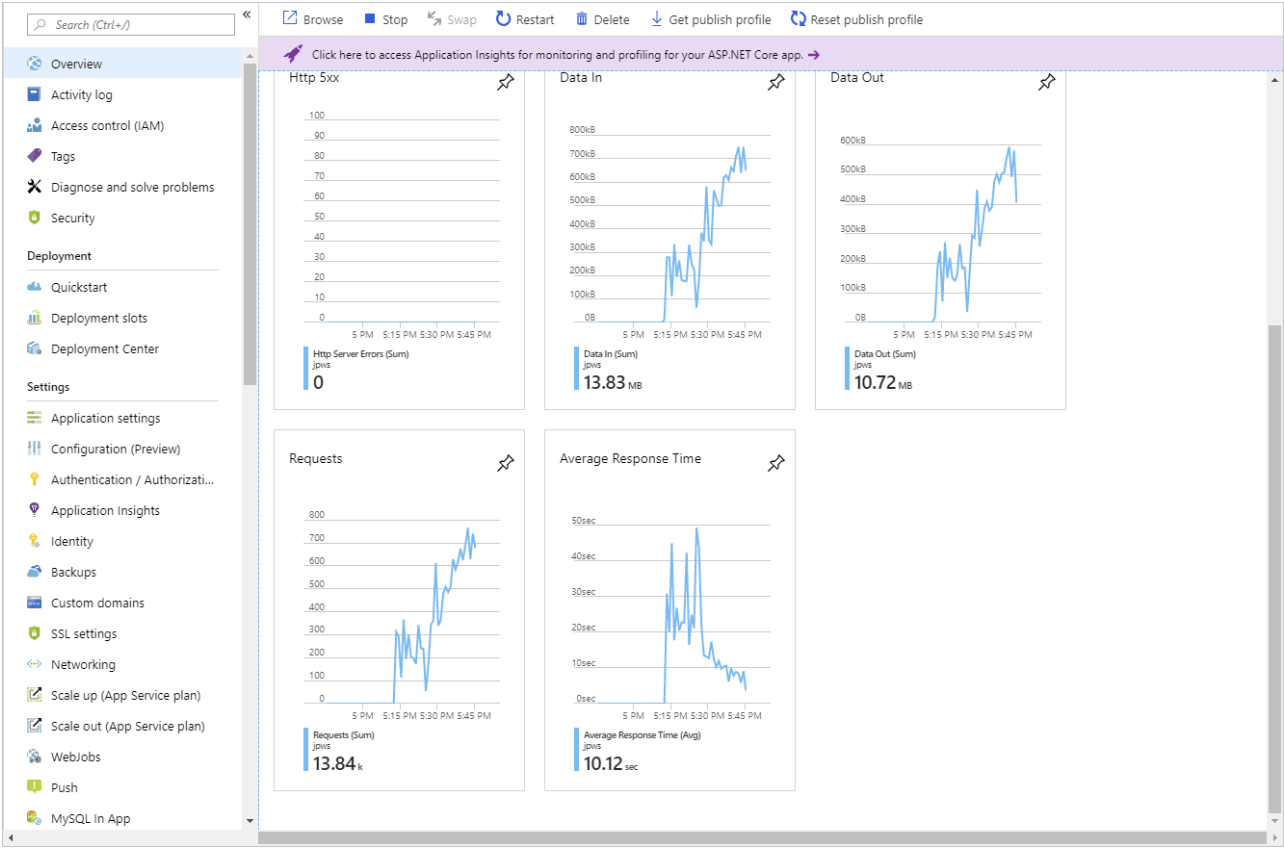 Search (Ctrl+/)
«
Overview
Activity log
Access control (IAM)
Tags
Diagnose and solve problems
Security
Deployment
Quickstart
Deployment slots
Deployment Center
Settings
Application settings
Configuration (Preview)
Authentication / Authorizati...
Application Insights
Identity
Backups
Custom domains
SSL settings
Networking
Scale up (App Service plan)
Scale out (App Service plan)
WebJobs
Push
MySQL In App
Browse Stop Swap Restart Delete Get publish profile Reset publish profile
Click here to access Application Insights for monitoring and profiling for your ASP.NET Core app. →
Http 5xx
100
90
80
70
60
50
40
30
20
10
0
5 PM 5:15 PM 5:30 PM 5:45 PM
Http Server Errors (Sum)
jpws
0
Data In
800kB
700kB
600kB
500kB
400kB
300kB
200kB
100kB
0B
5 PM 5:15 PM 5:30 PM 5:45 PM
Data In (Sum)
jpws
13.83 MB
Data Out
600kB
500kB
400kB
300kB
200kB
100kB
0B
5 PM 5:15 PM 5:30 PM 5:45 PM
Data Out (Sum)
jpws
10.72 MB
Requests
800
700
600
500
400
300
200
100
0
5 PM 5:15 PM 5:30 PM 5:45 PM
Requests (Sum)
jpws
13.84 k
Average Response Time
50sec
40sec
30sec
20sec
10sec
0sec
5 PM 5:15 PM 5:30 PM 5:45 PM
Average Response Time (Avg)
jpws
10.12 sec